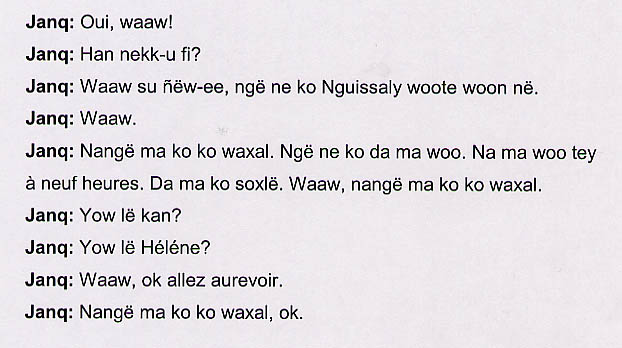 Janq: Oui, waaw!
Janq: Han nekk-u fi?
Janq: Waaw su ñëw-ee, ngë ne ko Nguissaly woote woon në.
Janq: Waaw.
Janq: Nangë ma ko ko waxal. Ngë ne ko da ma woo. Na ma woo tey
à neuf heures. Da ma ko soxlë. Waaw, nangë ma ko ko waxal.
Janq: Yow lë kan?
Janq: Yow lë Héléne?
Janq: Waaw, ok allez aurevoir.
Janq: Nangë ma ko ko waxal, ok.